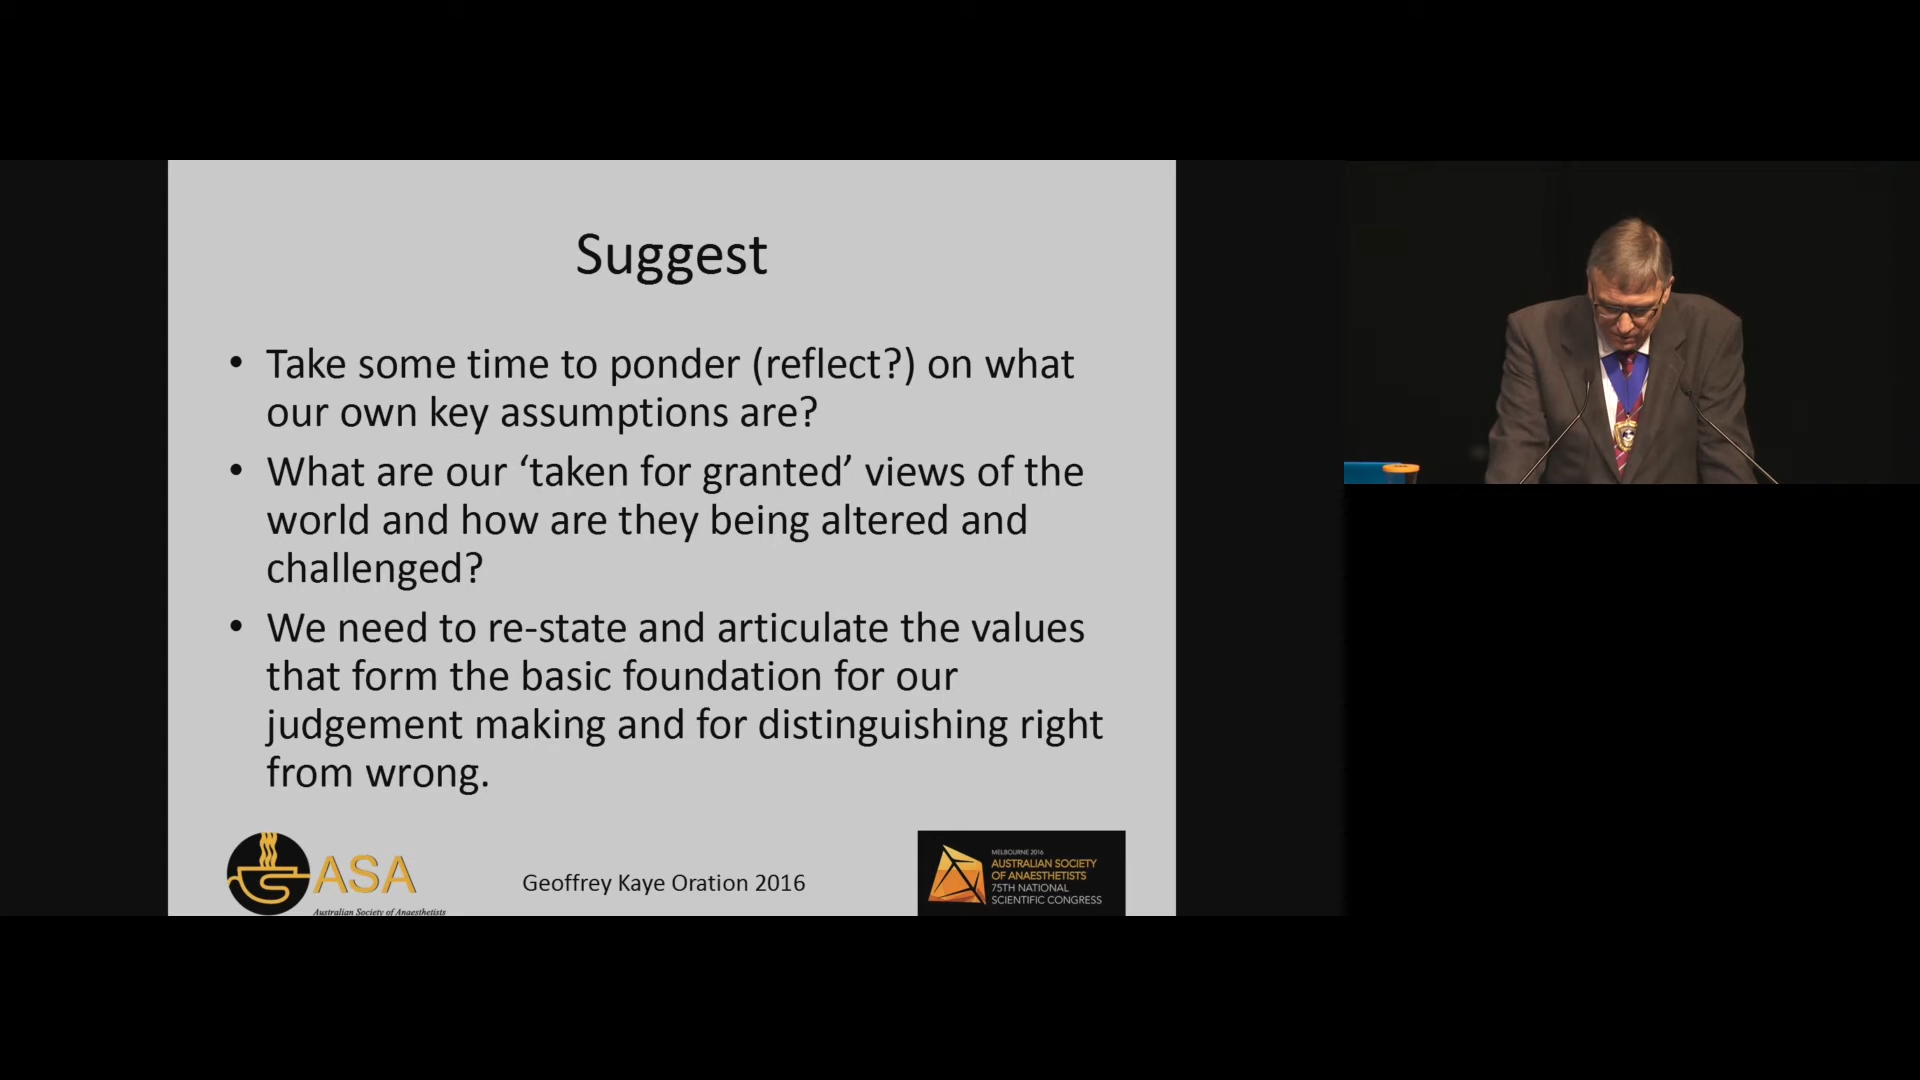 Suggest
• Take some time to ponder (reflect?) on what
our own key assumptions are?
• What are our ‘taken for granted’ views of the
world and how are they being altered and
challenged?
• We need to re-state and articulate the values
that form the basic foundation for our
judgement making and for distinguishing right
from wrong.
ASA
Australian Society of Anaesthetists
Geoffrey Kaye Oration 2016
MELBOURNE 2016
AUSTRALIAN SOCIETY
OF ANAESTHETISTS
75TH NATIONAL
SCIENTIFIC CONGRESS